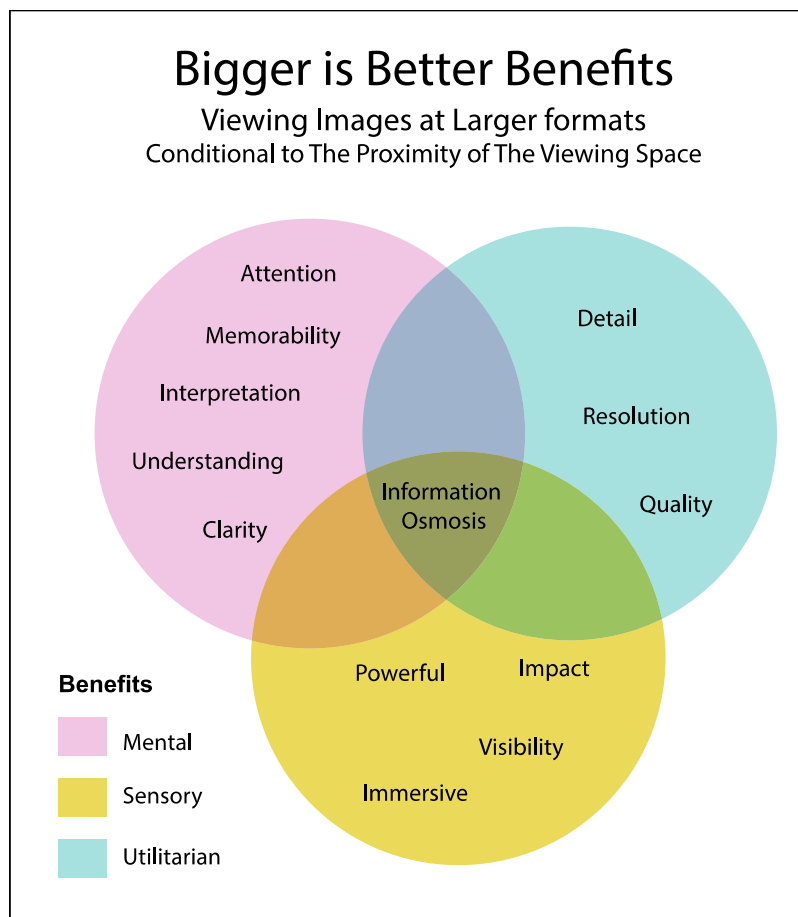 Bigger is Better Benefits
Viewing Images at Larger formats
Conditional to The Proximity of The Viewing Space
Attention
Memorability
Interpretation
Understanding
Clarity
Detail
Resolution
Quality
Information
Osmosis
Powerful
Impact
Visibility
Immersive
Benefits
Mental
Sensory
Utilitarian